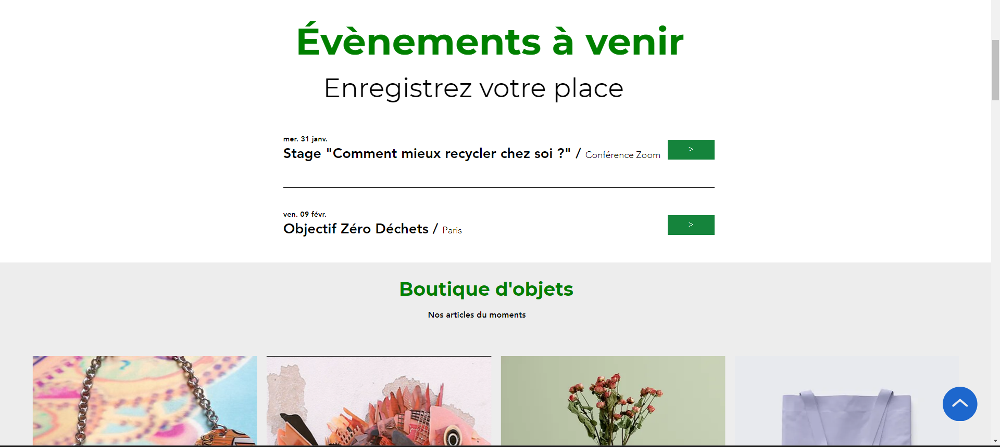 Évènements à venir
Enregistrez votre place
mer. 31 janv.
Stage "Comment mieux recycler chez soi ?" / Conférence Zoom
>
ven. 09 févr.
Objectif Zéro Déchets / Paris
>
Boutique d'objets
Nos articles du moments